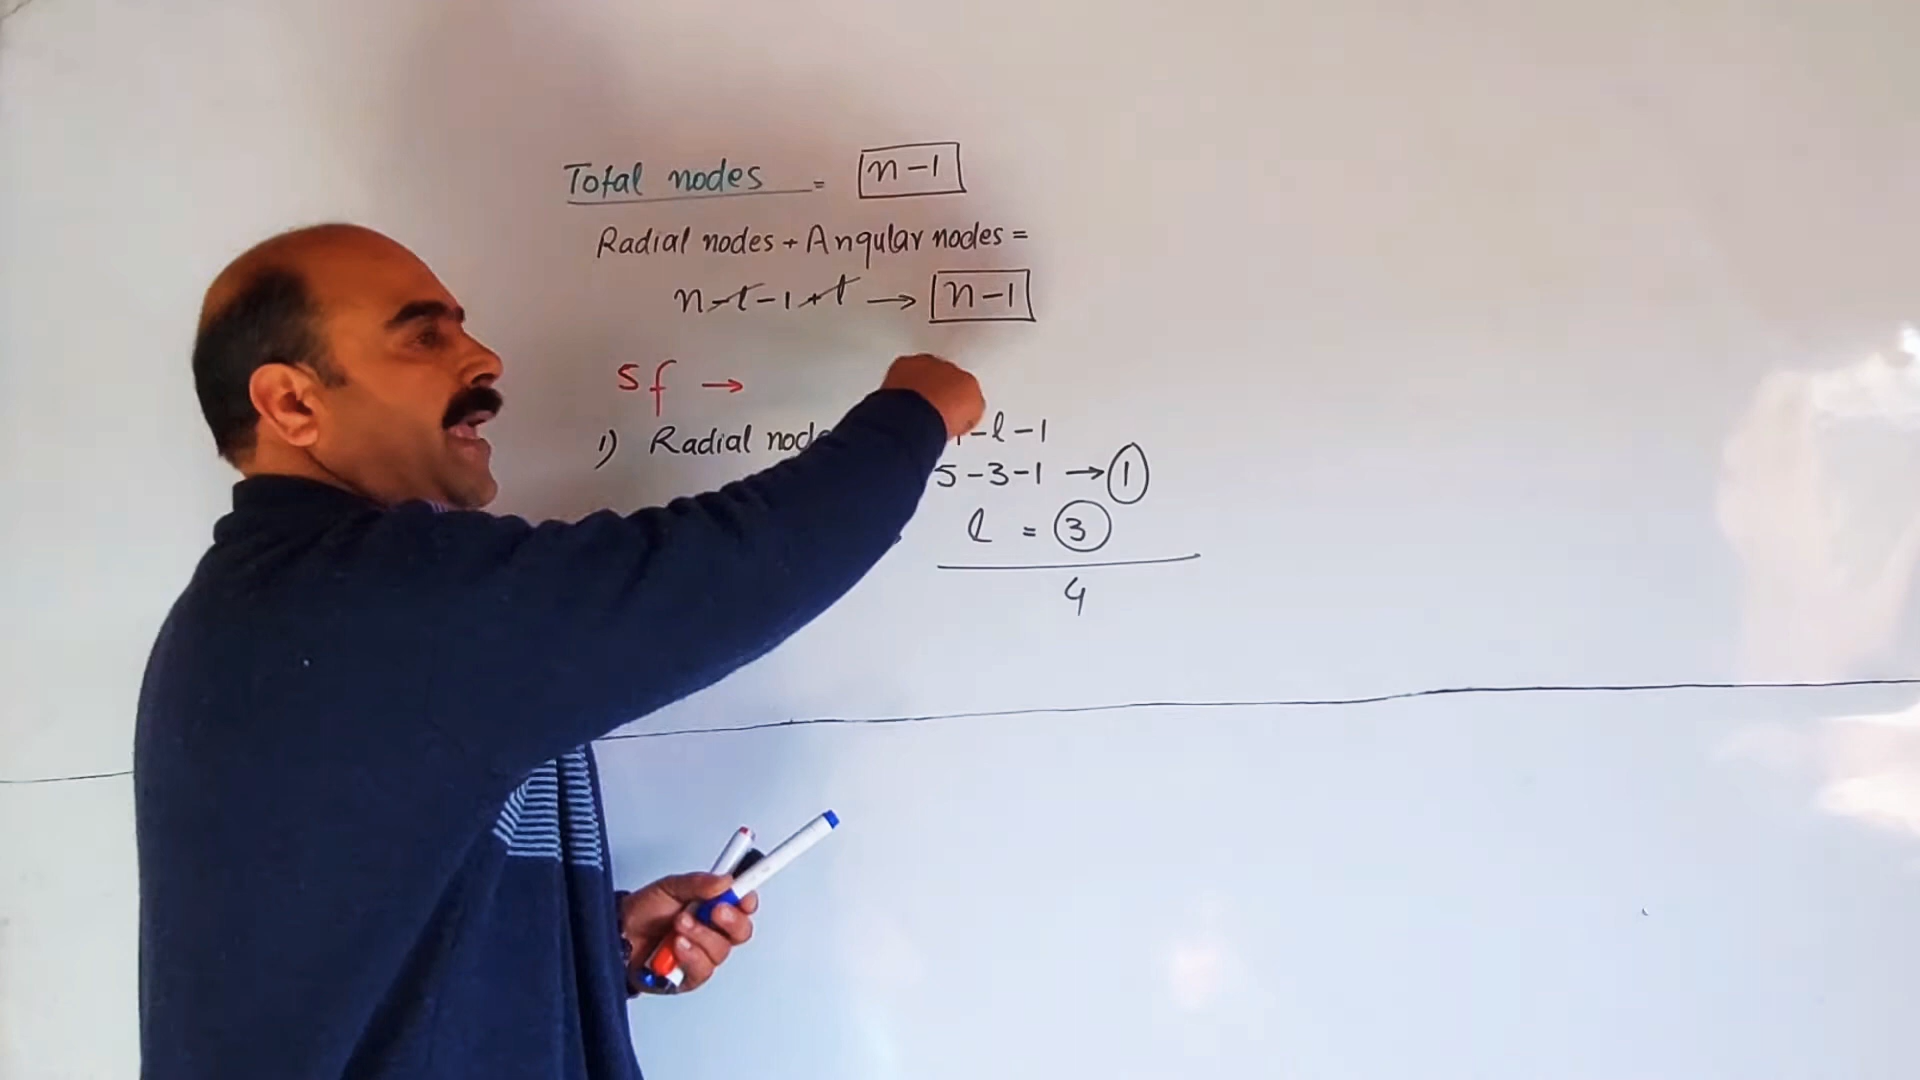 Total nodes = n-1
Radial nodes + Angular nodes =
n-l-1+l → n-1
5f →
1) Radial -l-1
5-3-1 → 1
l = 3
4